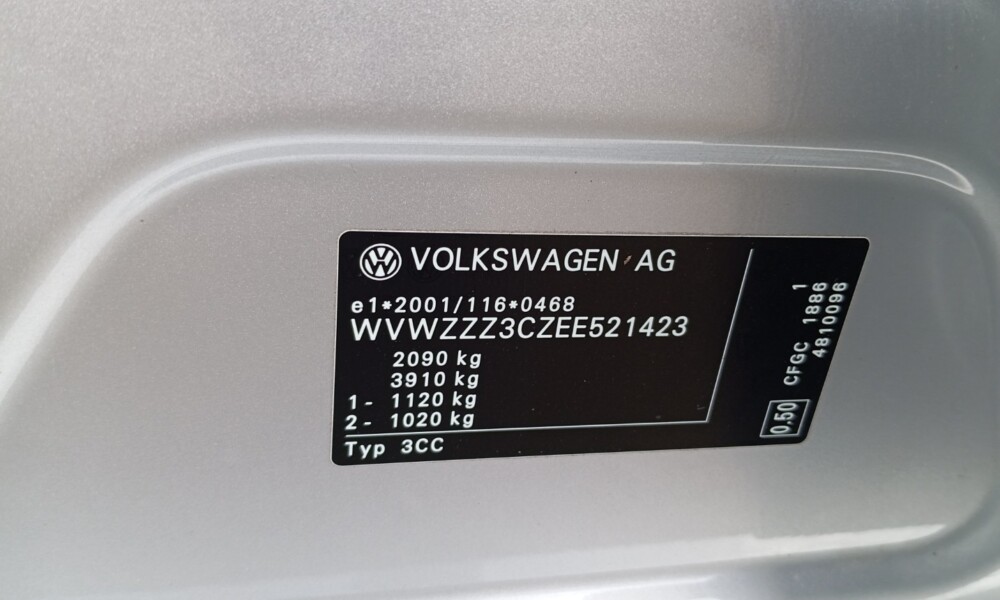 VOLKSWAGEN AG
e1*2001/116*0468
WVWZZZ3CZEE521423
2090 kg
3910 kg
1- 1120 kg
2- 1020 kg
Typ 3CC
0.50
CFGC 1886 1
4810096